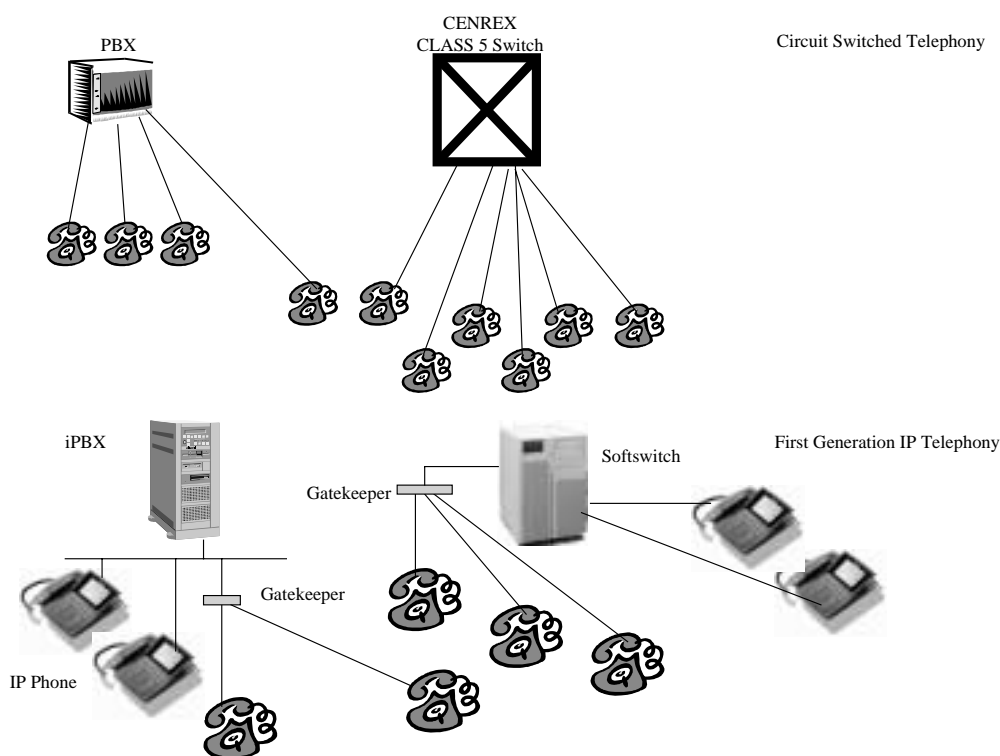 CENREX
PBX
CLASS 5 Switch
Circuit Switched Telephony
iPBX
First Generation IP Telephony
Softswitch
Gatekeeper
Gatekeeper
IP Phone